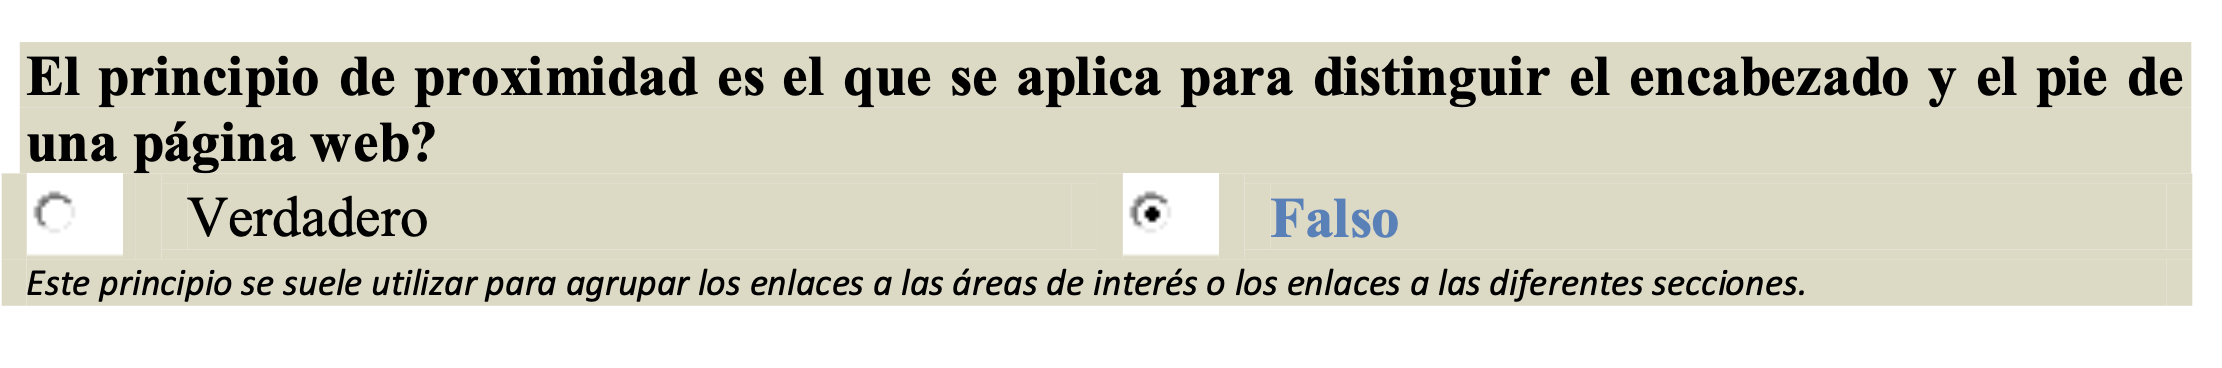 El principio de proximidad es el que se aplica para distinguir el encabezado y el pie de
una página web?
Verdadero Falso
Este principio se suele utilizar para agrupar los enlaces a las áreas de interés o los enlaces a las diferentes secciones.